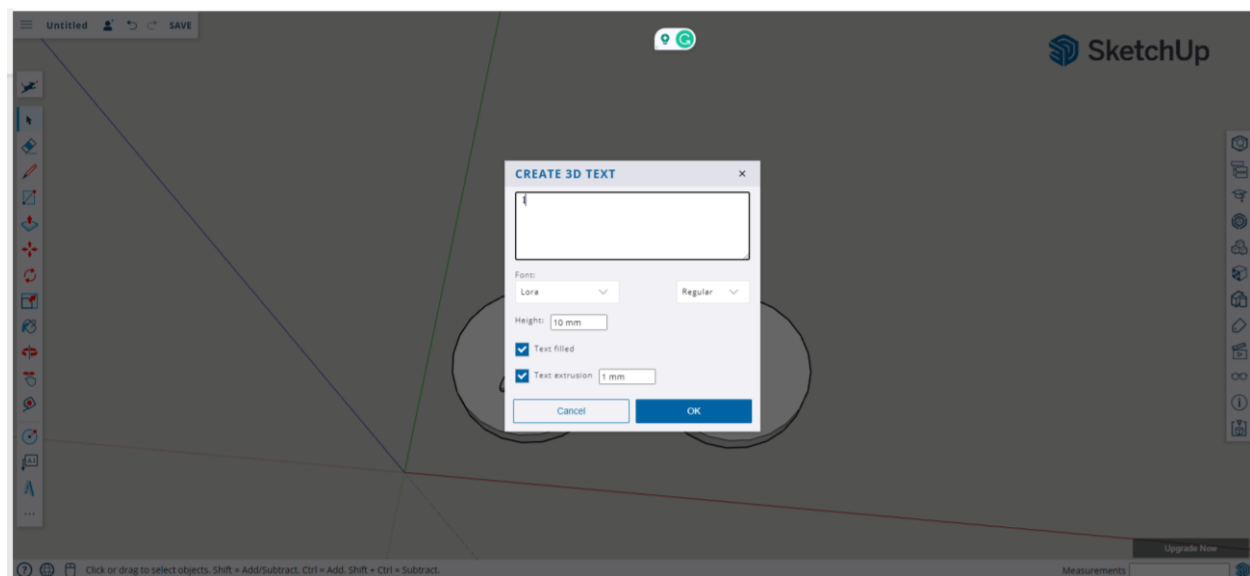 Untitled SAVE
SketchUp
CREATE 3D TEXT
1
Font:
Lora Regular
Height: 10 mm
Text filled
Text extrusion 1 mm
Cancel OK
Upgrade Now
Click or drag to select objects. Shift = Add/Subtract. Ctrl = Add. Shift + Ctrl = Subtract.
Measurements